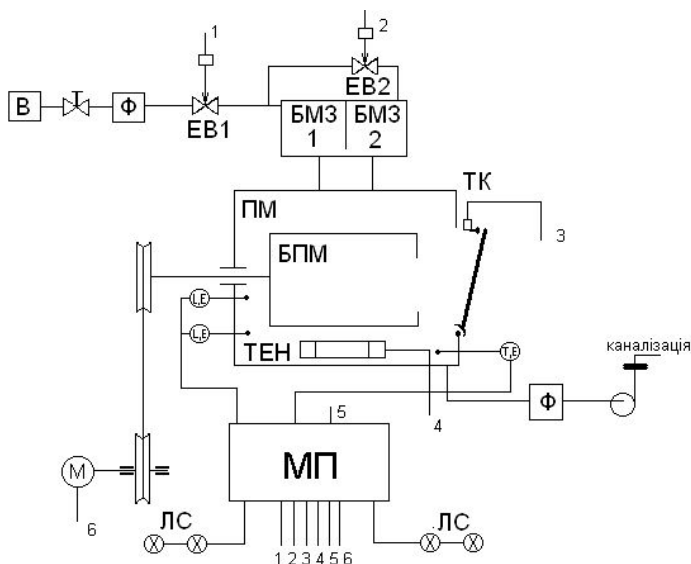 1
2
В
Ф
ЕВ1
ЕВ2
БМЗ 1
БМЗ 2
ТК
3
ПМ
БПМ
L,E
L,E
ТЕН
T,E
каналізація
4
Ф
5
МП
М
6
ЛС
ЛС
1 2 3 4 5 6